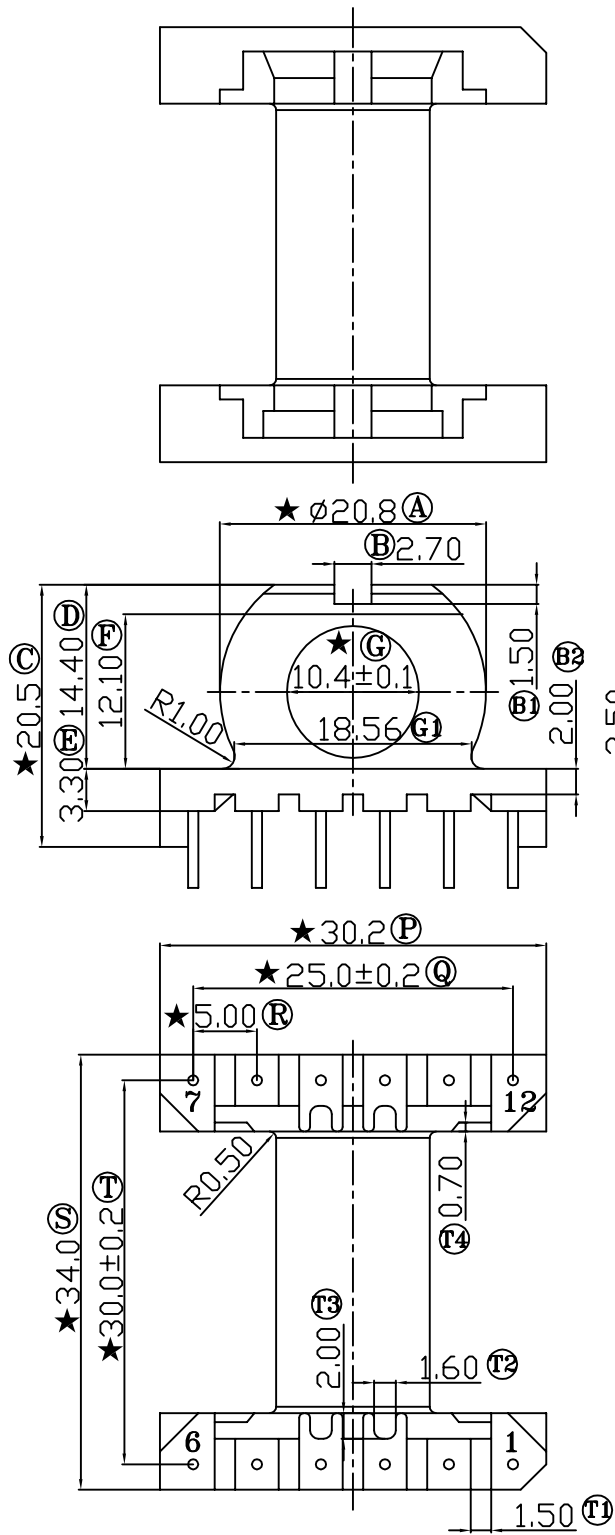 ★ ø20.8 Ⓐ
Ⓑ 2.70
★ 20.5 Ⓒ
14.40 Ⓓ
12.10 Ⓕ
3.30 Ⓔ
★ Ⓖ
10.4±0.1
R1.00
18.56 G1
1.50 B1
2.00 B2
★ 30.2 Ⓟ
★ 25.0±0.2 Ⓠ
★ 5.00 Ⓡ
7
12
R0.50
0.70 T4
★ 34.0 Ⓢ
★ 30.0±0.2 Ⓣ
2.00 T3
1.60 T2
6
1
1.50 T1